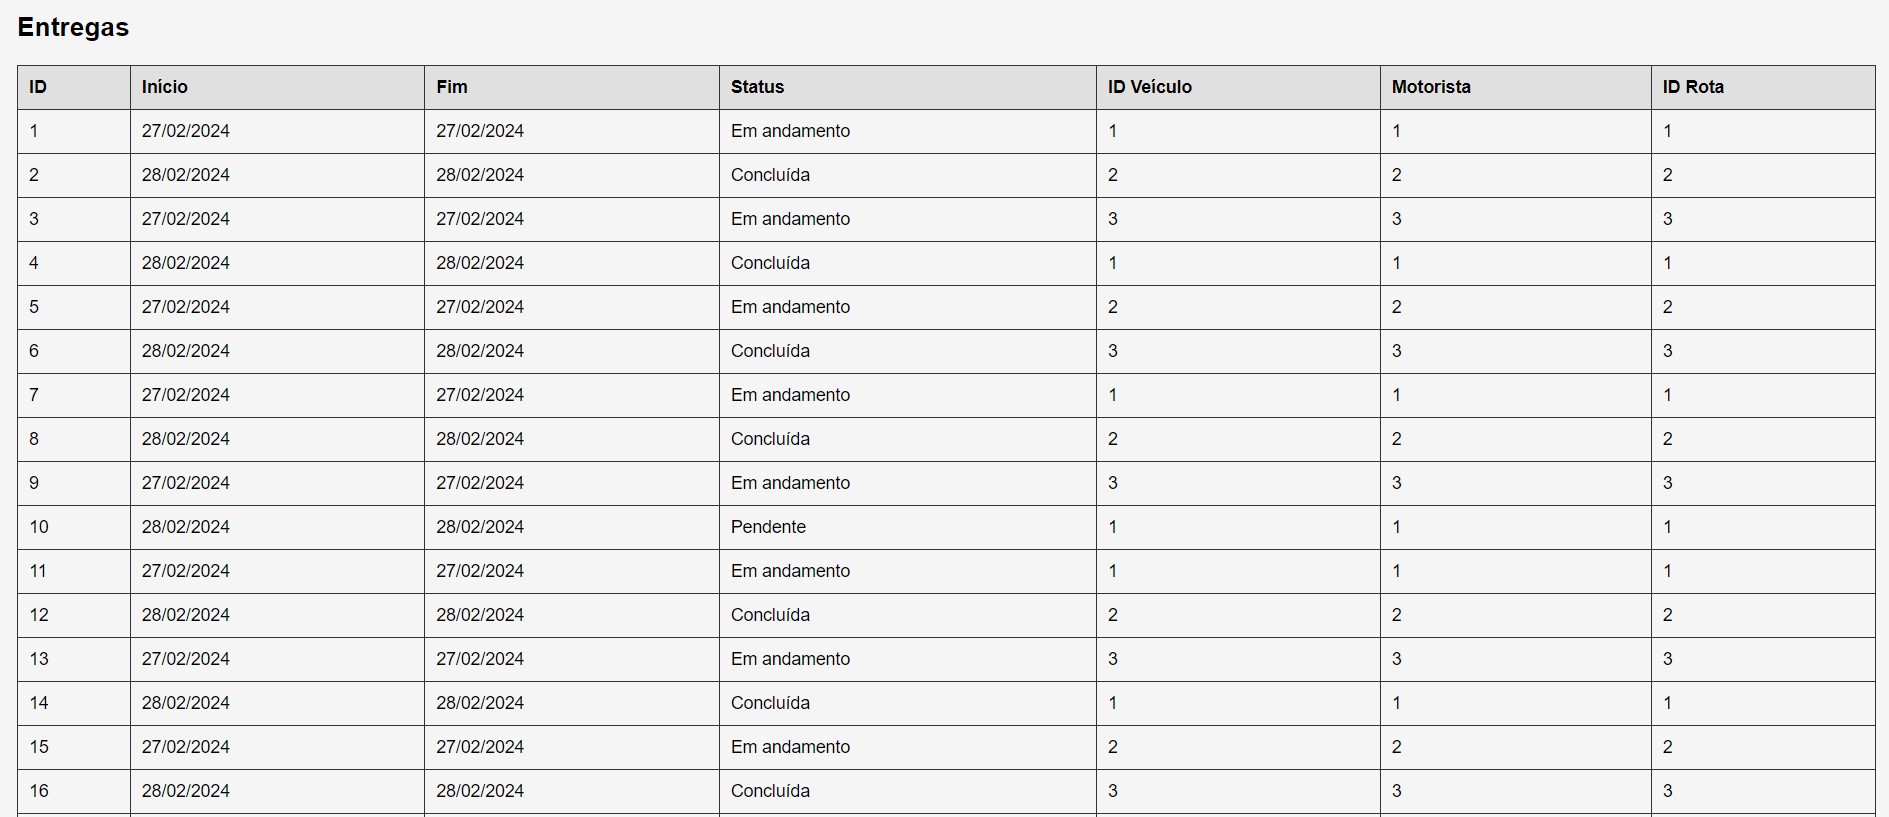 Entregas
ID Início Fim Status ID Veículo Motorista ID Rota
1 27/02/2024 27/02/2024 Em andamento 1 1 1
2 28/02/2024 28/02/2024 Concluída 2 2 2
3 27/02/2024 27/02/2024 Em andamento 3 3 3
4 28/02/2024 28/02/2024 Concluída 1 1 1
5 27/02/2024 27/02/2024 Em andamento 2 2 2
6 28/02/2024 28/02/2024 Concluída 3 3 3
7 27/02/2024 27/02/2024 Em andamento 1 1 1
8 28/02/2024 28/02/2024 Concluída 2 2 2
9 27/02/2024 27/02/2024 Em andamento 3 3 3
10 28/02/2024 28/02/2024 Pendente 1 1 1
11 27/02/2024 27/02/2024 Em andamento 1 1 1
12 28/02/2024 28/02/2024 Concluída 2 2 2
13 27/02/2024 27/02/2024 Em andamento 3 3 3
14 28/02/2024 28/02/2024 Concluída 1 1 1
15 27/02/2024 27/02/2024 Em andamento 2 2 2
16 28/02/2024 28/02/2024 Concluída 3 3 3